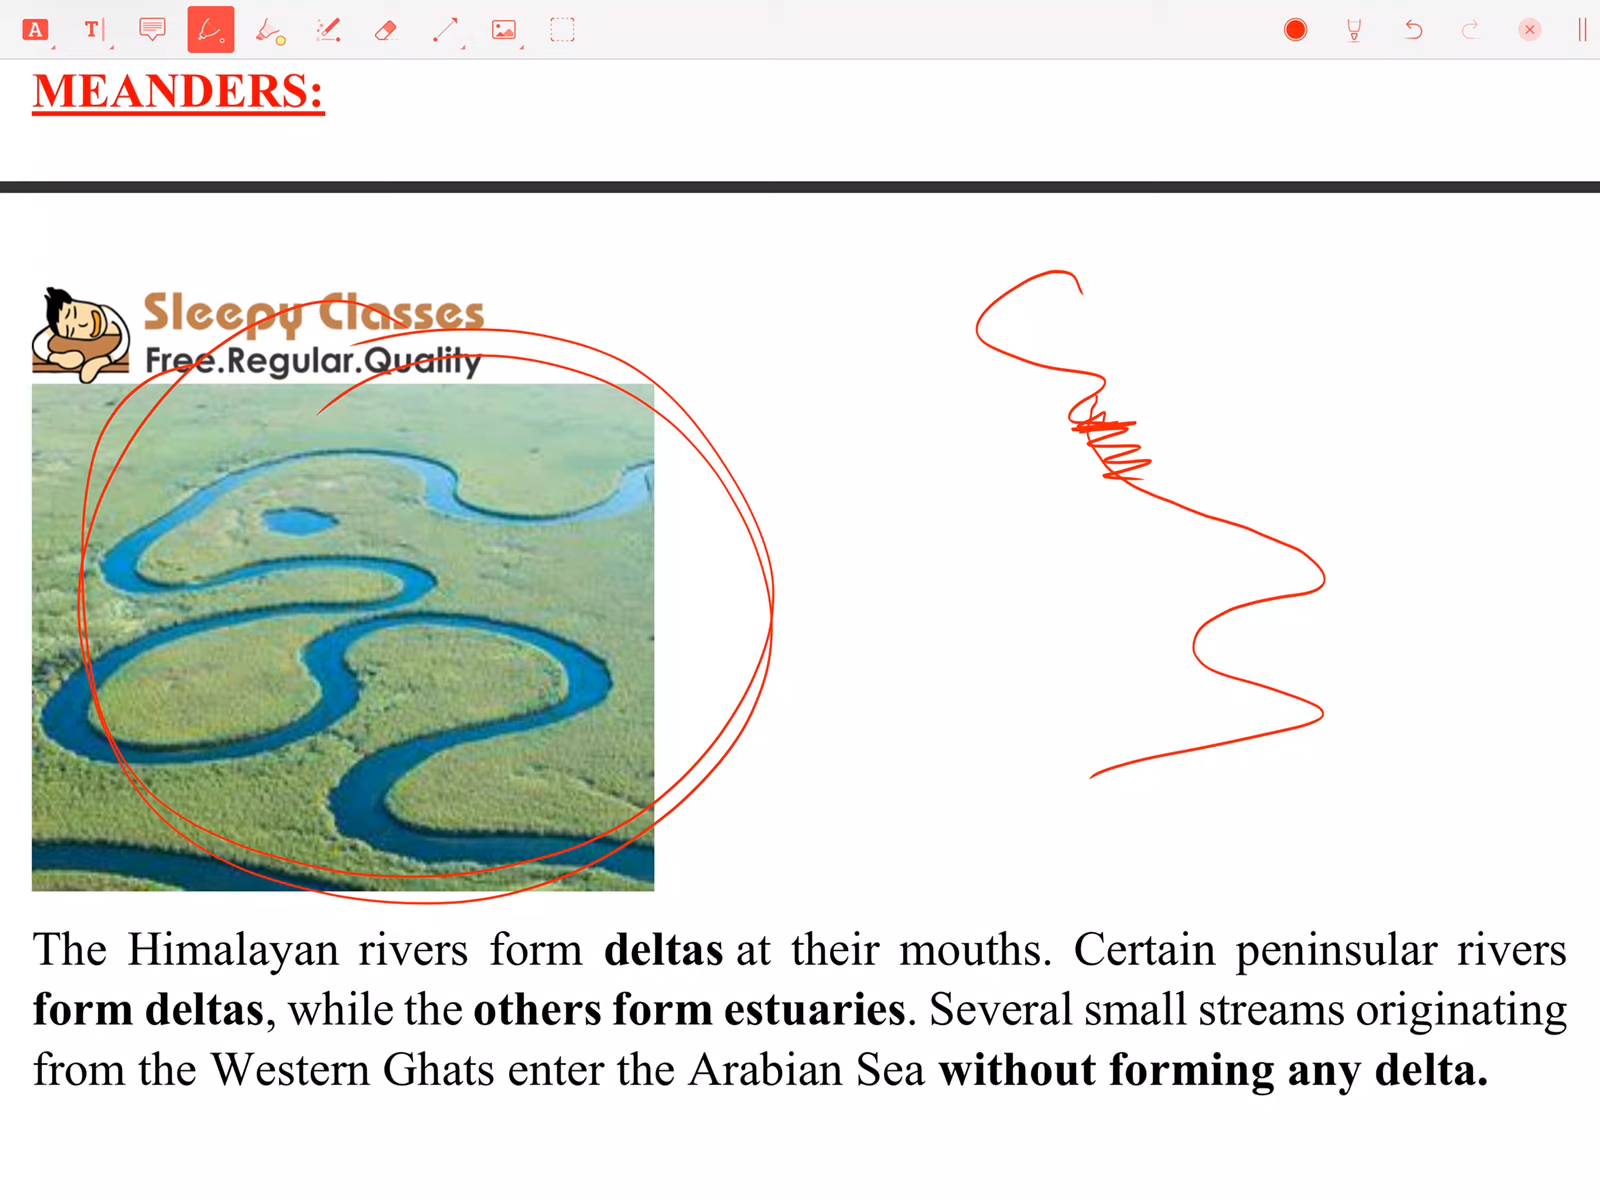 A
T
MEANDERS:
Sleepy Classes
Free.Regular.Quality
The Himalayan rivers form deltas at their mouths. Certain peninsular rivers
form deltas, while the others form estuaries. Several small streams originating
from the Western Ghats enter the Arabian Sea without forming any delta.